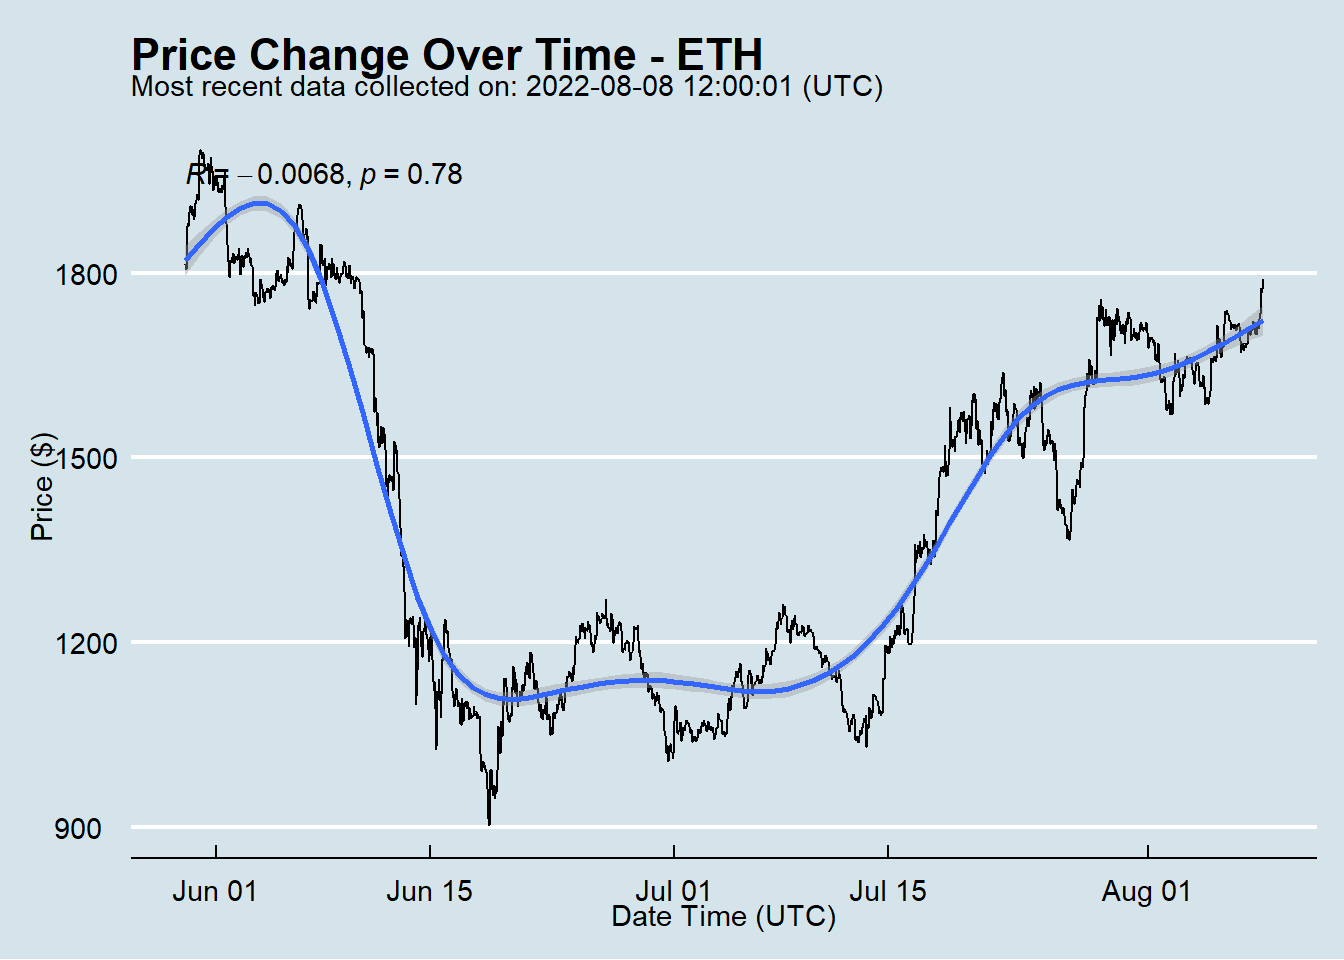 Price Change Over Time - ETH
Most recent data collected on: 2022-08-08 12:00:01 (UTC)
R = −0.0068, p = 0.78
1800
1500
1200
900
Price ($)
Jun 01 Jun 15 Jul 01 Jul 15 Aug 01
Date Time (UTC)